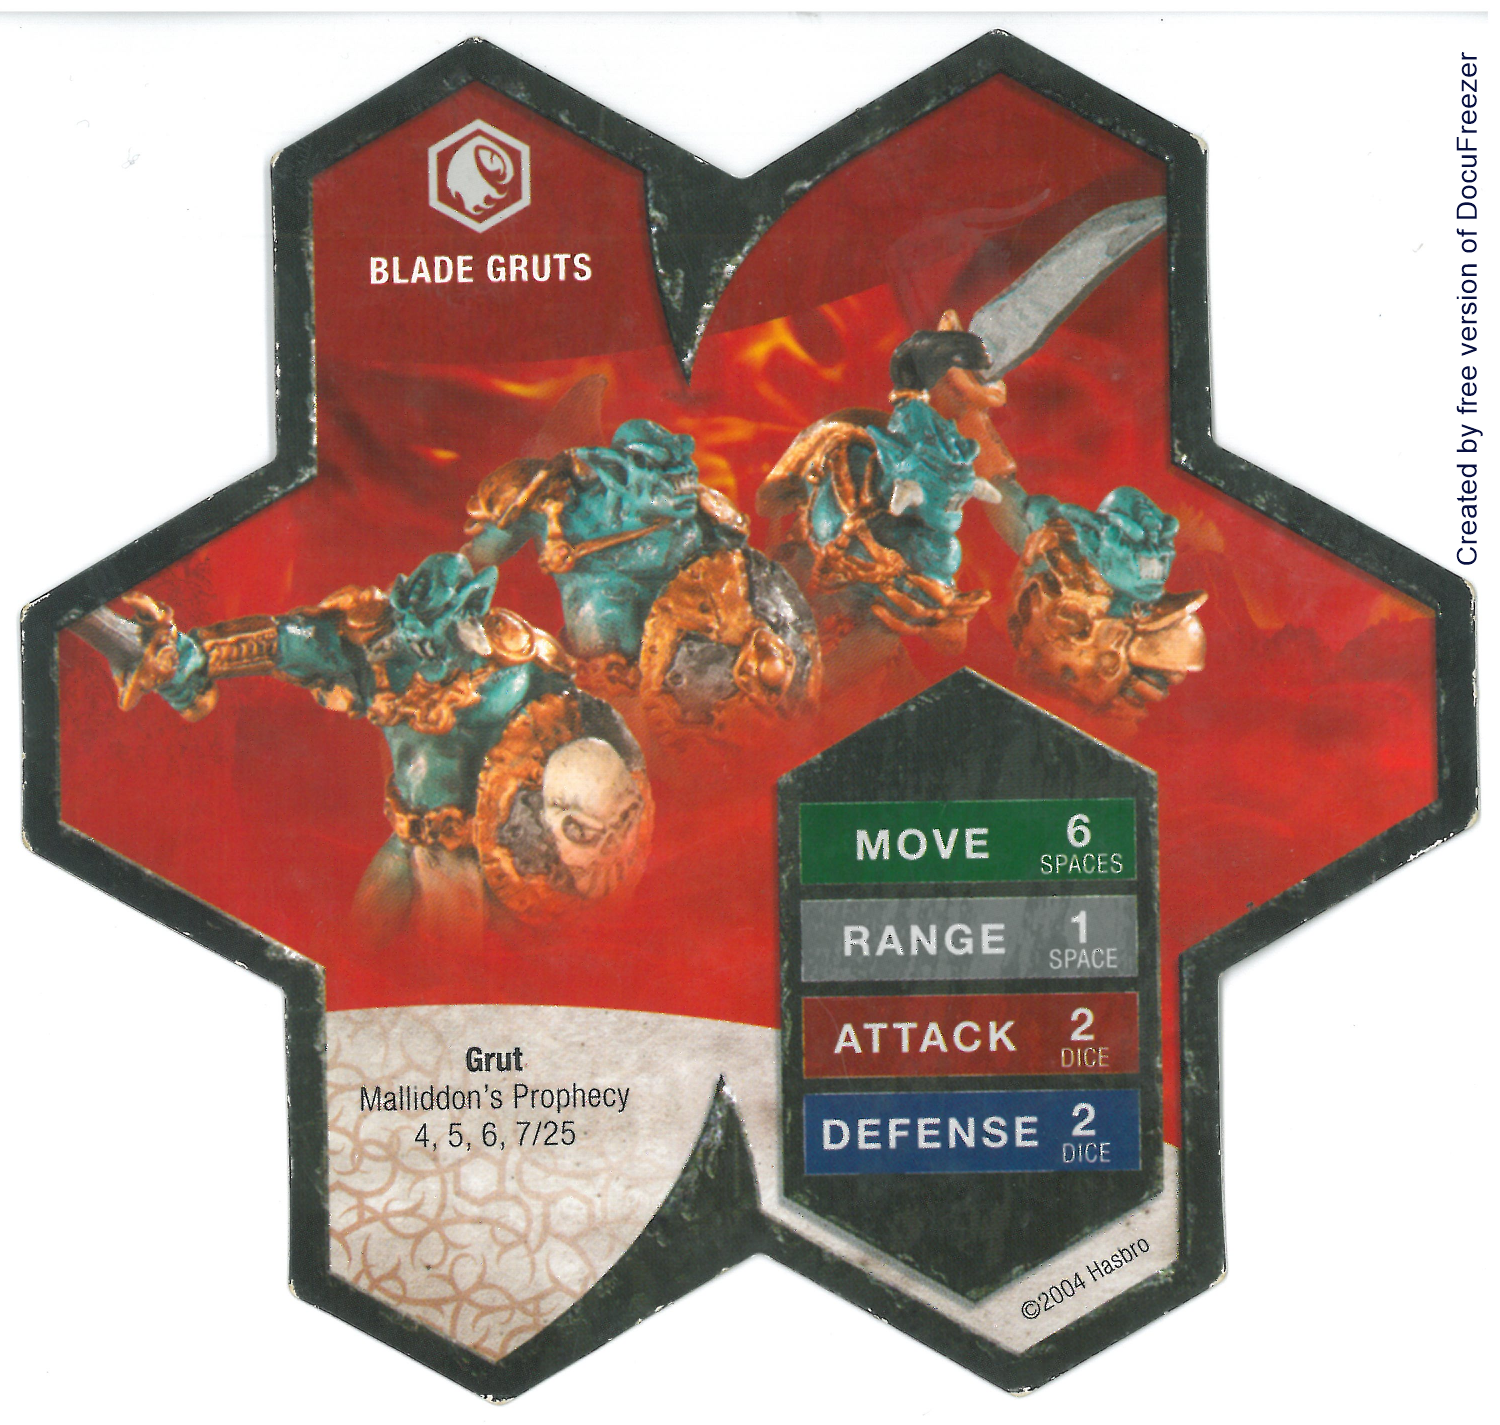 BLADE GRUTS
MOVE 6 SPACES
RANGE 1 SPACE
ATTACK 2 DICE
DEFENSE 2 DICE
Grut
Malliddon's Prophecy
4, 5, 6, 7/25
©2004 Hasbro
Created by free version of DocuFreezer